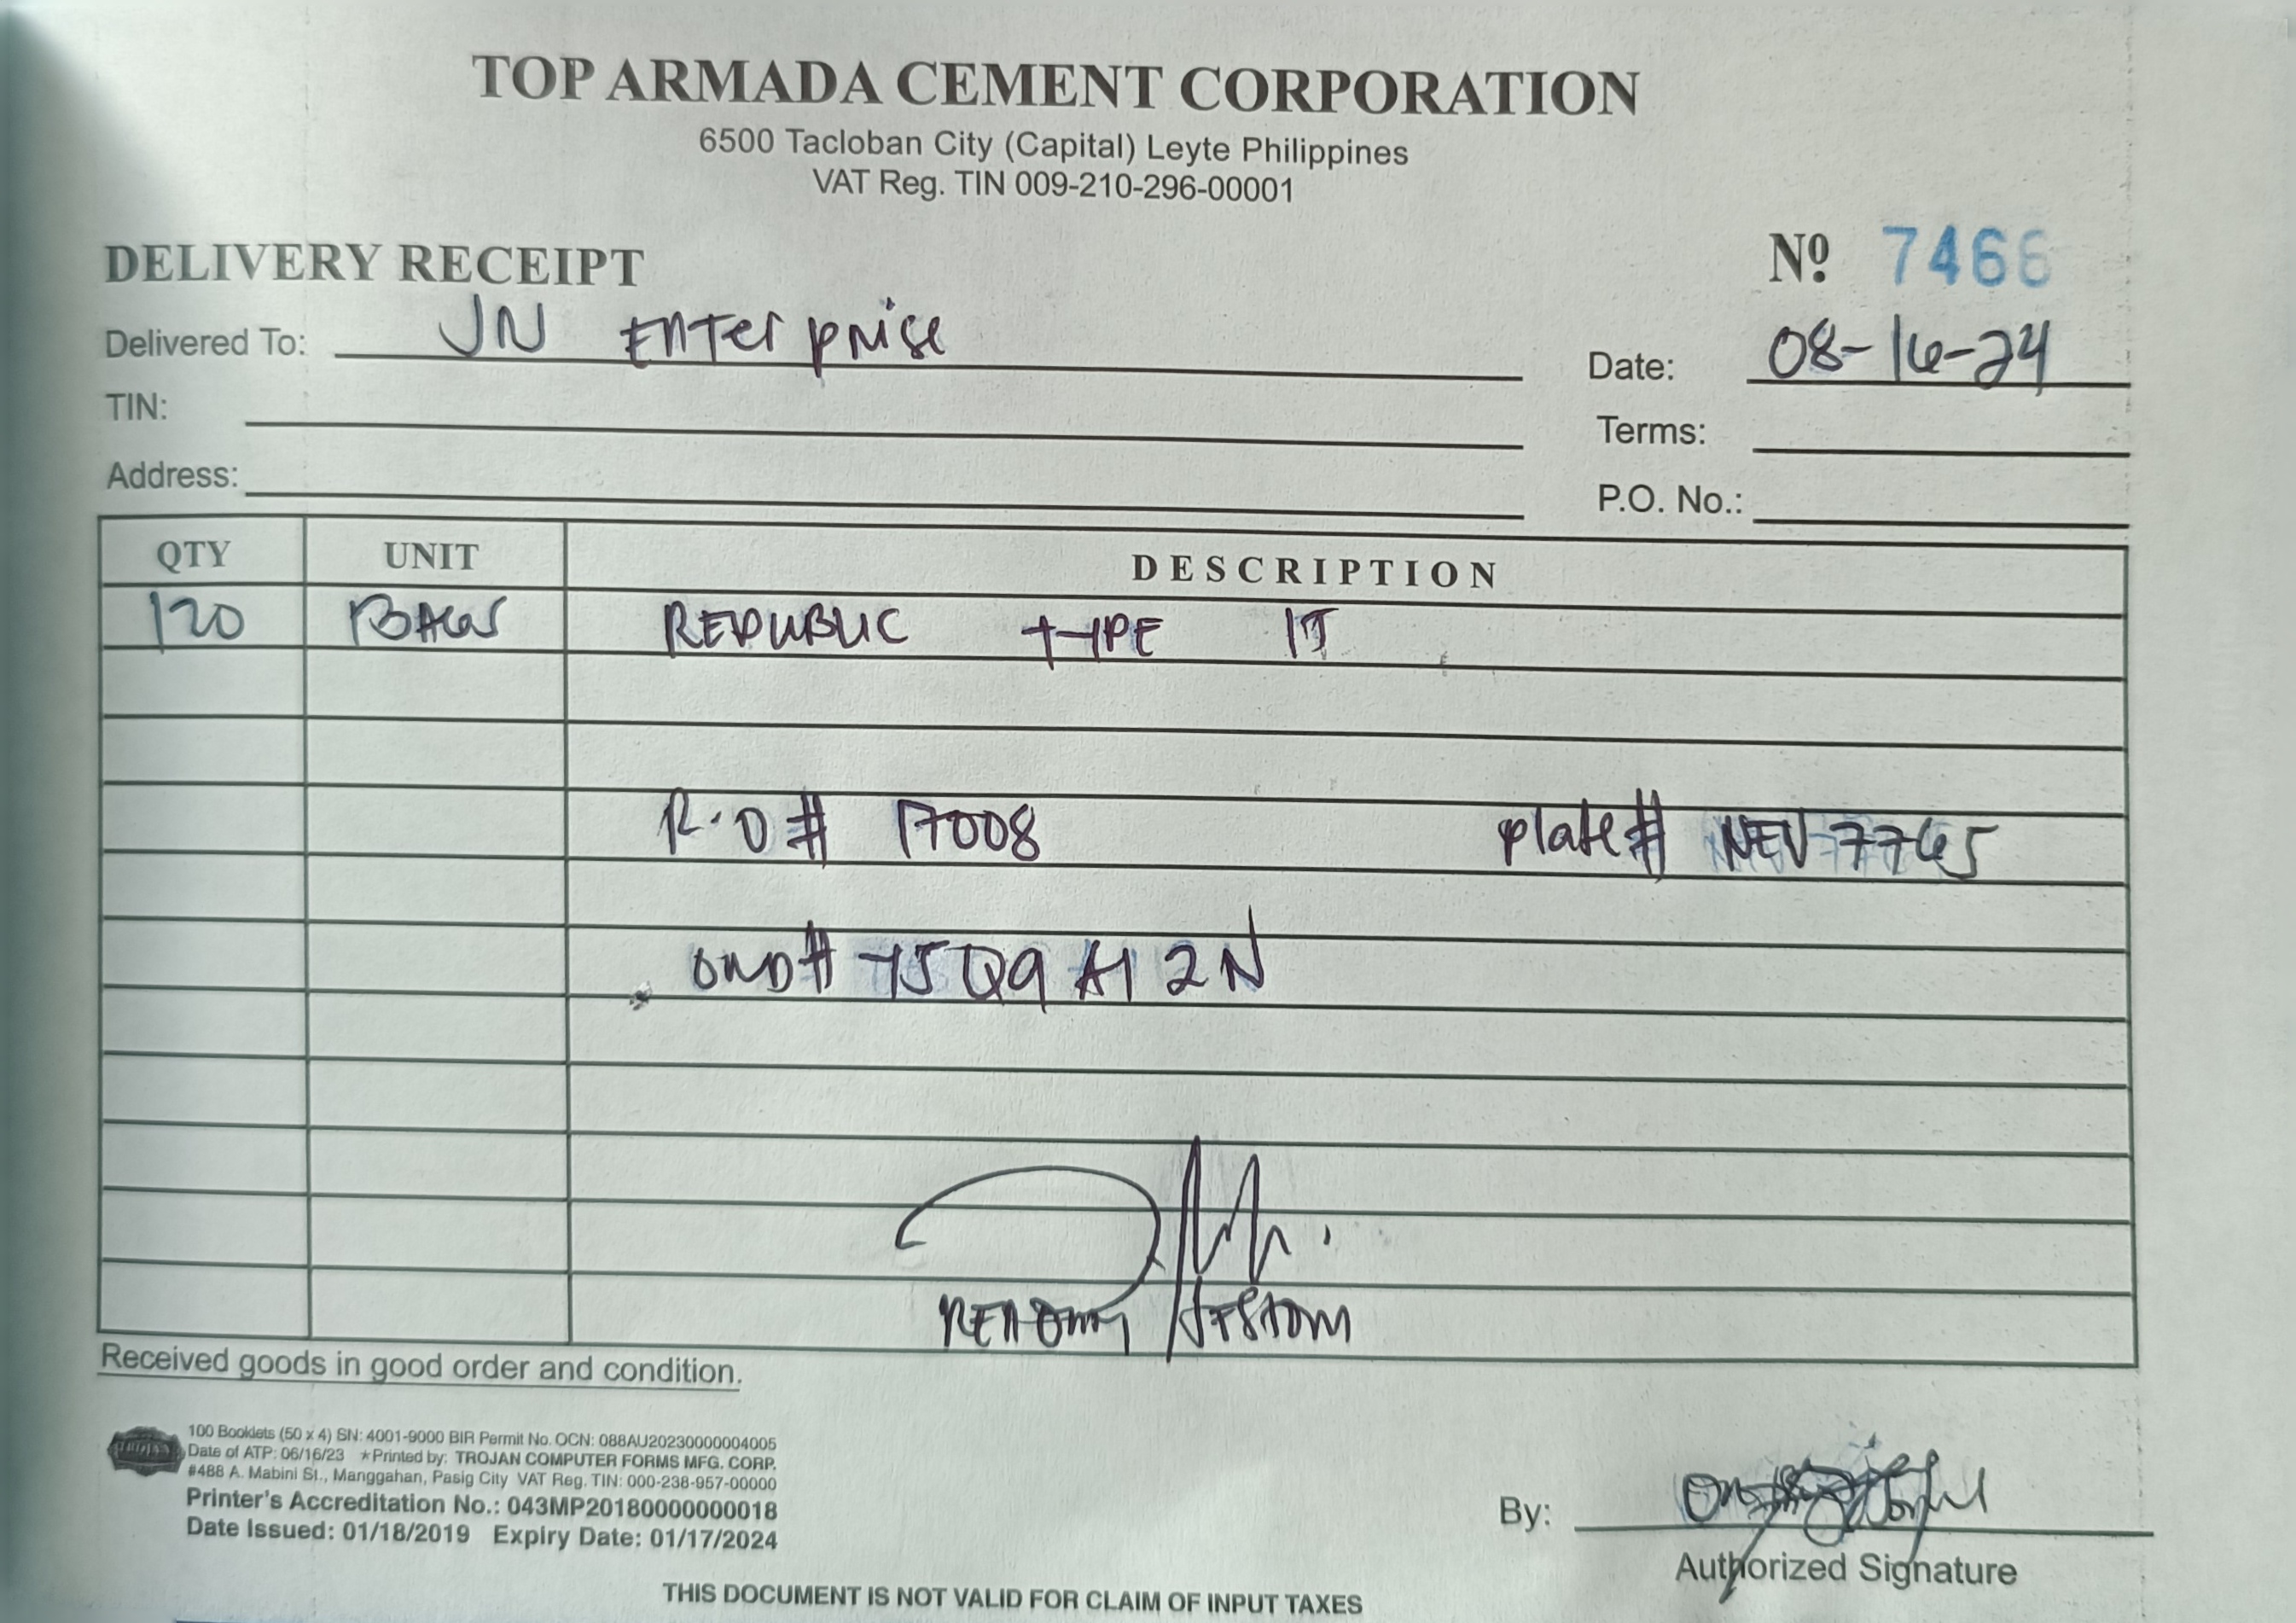 TOP ARMADA CEMENT CORPORATION
6500 Tacloban City (Capital) Leyte Philippines
VAT Reg. TIN 009-210-296-00001
DELIVERY RECEIPT Nº 7466
Delivered To: JN Enterprise Date: 08-16-24
TIN: Terms:
Address: P.O. No.:
QTY UNIT DESCRIPTION
120 BAGS REPUBLIC TYPE 1T
R.O # 17008 plate# NEV 7765
# 2N
Received goods in good order and condition.
100 Booklets (50 x 4) SN: 4001-9000 BIR Permit No. OCN: 088AU20230000004005
Date of ATP: 06/16/23 *Printed by: TROJAN COMPUTER FORMS MFG. CORP.
#488 A. Mabini St., Manggahan, Pasig City VAT Reg. TIN: 000-238-957-00000
Printer's Accreditation No.: 043MP20180000000018
Date Issued: 01/18/2019 Expiry Date: 01/17/2024
By:
Authorized Signature
THIS DOCUMENT IS NOT VALID FOR CLAIM OF INPUT TAXES